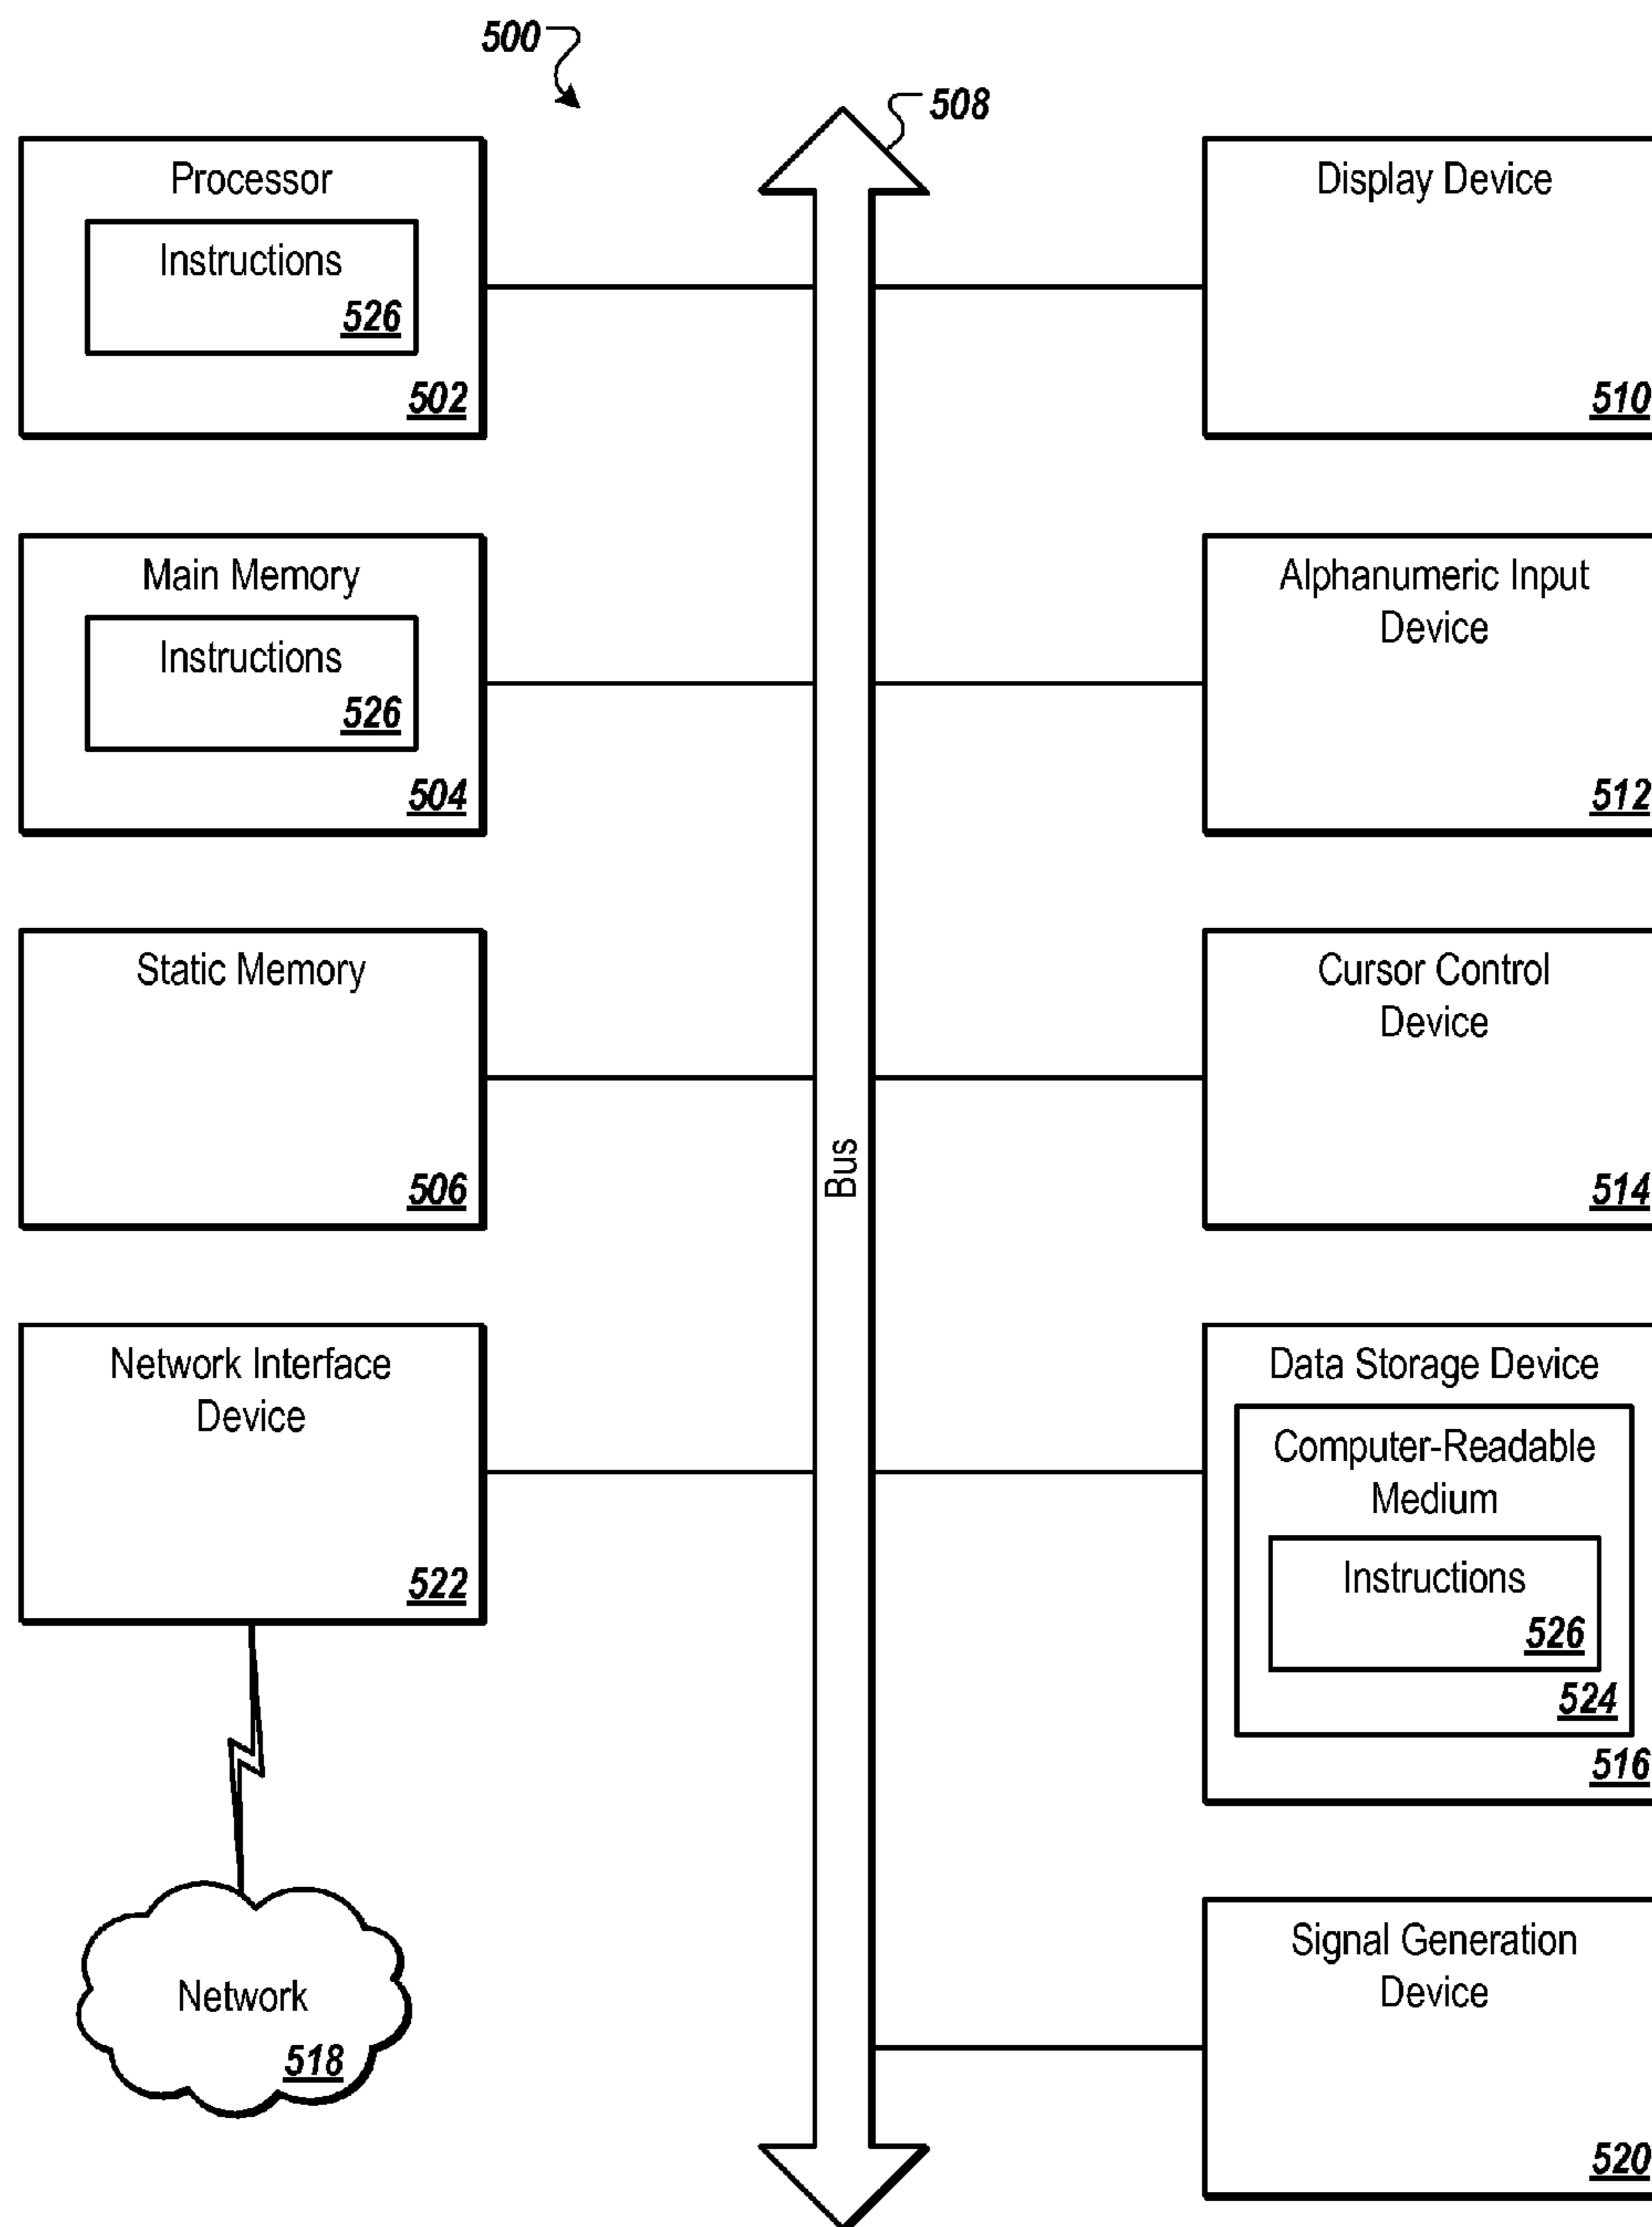 500
508
Processor
Instructions
526
502
Display Device
510
Main Memory
Instructions
526
504
Alphanumeric Input
Device
512
Static Memory
506
Cursor Control
Device
514
Bus
Network Interface
Device
522
Data Storage Device
Computer-Readable
Medium
Instructions
526
524
516
Network
518
Signal Generation
Device
520